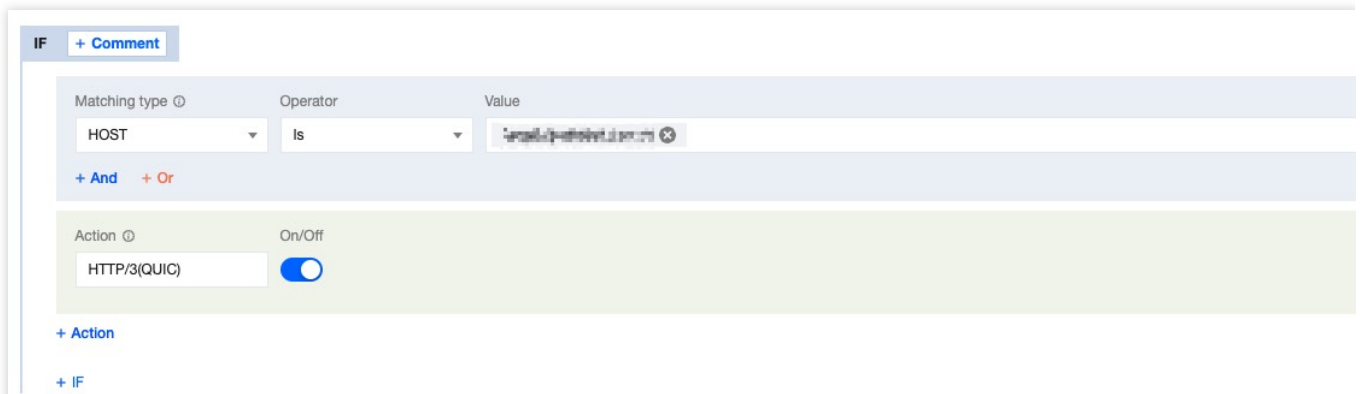 IF + Comment
Matching type Operator Value
HOST Is
+ And + Or
Action On/Off
HTTP/3(QUIC)
+ Action
+ IF